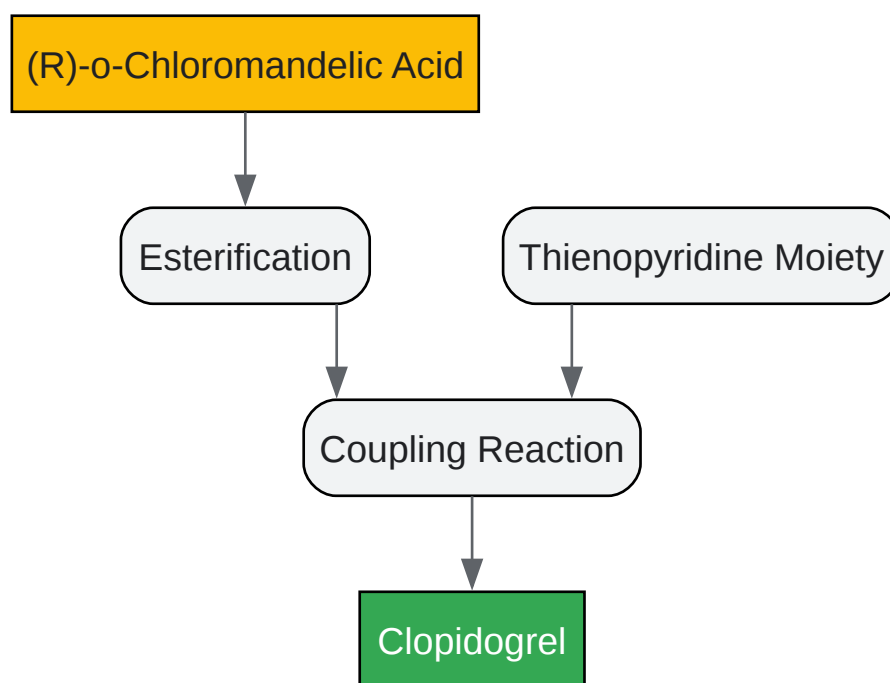 (R)-o-Chloromandelic Acid
Esterification
Thienopyridine Moiety
Coupling Reaction
Clopidogrel